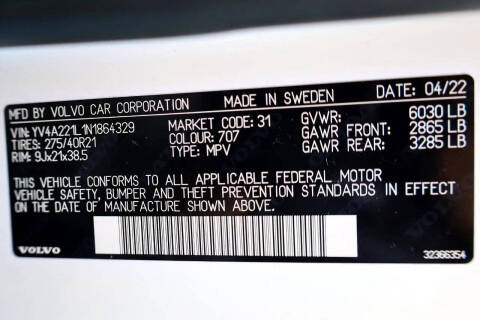 MFD BY VOLVO CAR CORPORATION MADE IN SWEDEN DATE: 04/22
VIN: YV4A221L1N1864329 MARKET CODE: 31 GVWR: 6030 LB
TIRES: 275/40R21 COLOUR: 707 GAWR FRONT: 2865 LB
RIM: 9Jx21x38.5 TYPE: MPV GAWR REAR: 3285 LB
THIS VEHICLE CONFORMS TO ALL APPLICABLE FEDERAL MOTOR
VEHICLE SAFETY, BUMPER AND THEFT PREVENTION STANDARDS IN EFFECT
ON THE DATE OF MANUFACTURE SHOWN ABOVE.
VOLVO 32366354